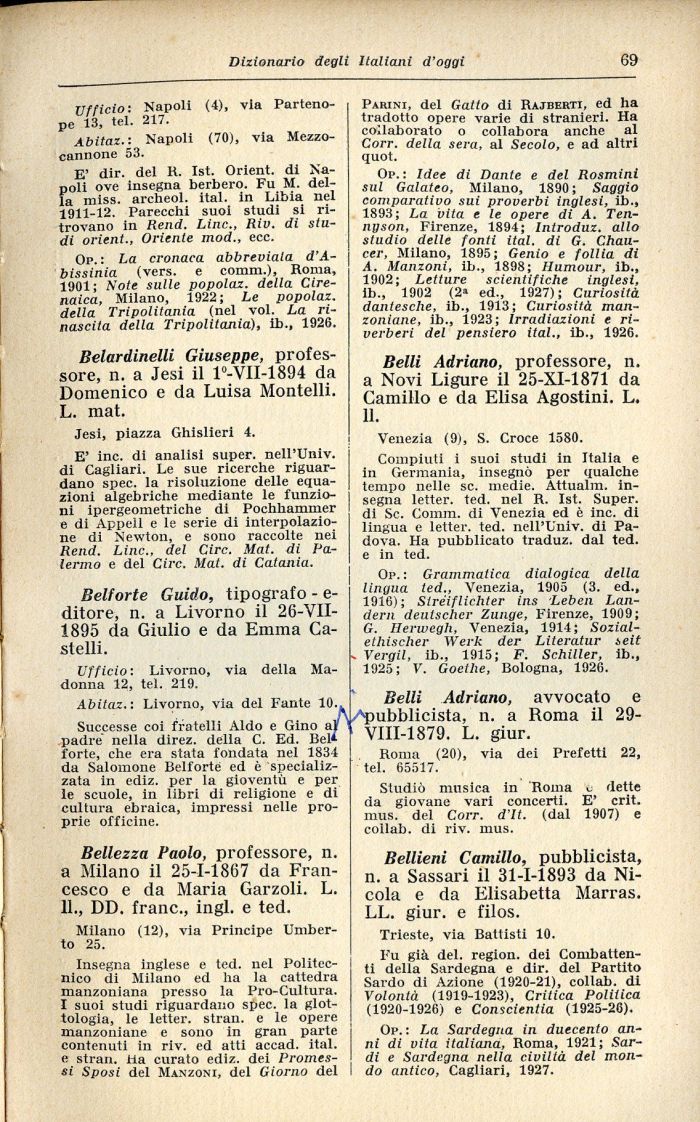 Dizionario degli Italiani d'oggi 69
Ufficio: Napoli (4), via Parteno-
pe 13, tel. 217.
Abitaz.: Napoli (70), via Mezzo-
cannone 53.
E' dir. del R. Ist. Orient. di Na-
poli ove insegna berbero. Fu M. del-
la miss. archeol. ital. in Libia nel
1911-12. Parecchi suoi studi si ri-
trovano in Rend. Linc., Riv. di stu-
di orient., Oriente mod., ecc.
Op.: La cronaca abbreviata d'A-
bissinia (vers. e comm.), Roma,
1901; Note sulle popolaz. della Cire-
naica, Milano, 1922; Le popolaz.
della Tripolitania (nel vol. La ri-
nascita della Tripolitania), ib., 1926.
Belardinelli Giuseppe, profes-
sore, n. a Jesi il 1º-VII-1894 da
Domenico e da Luisa Montelli.
L. mat.
Jesi, piazza Ghislieri 4.
E' inc. di analisi super. nell'Univ.
di Cagliari. Le sue ricerche riguar-
dano spec. la risoluzione delle equa-
zioni algebriche mediante le funzio-
ni ipergeometriche di Pochhammer
e di Appell e le serie di interpolazio-
ne di Newton, e sono raccolte nei
Rend. Linc., del Circ. Mat. di Pa-
lermo e del Circ. Mat. di Catania.
Belforte Guido, tipografo - e-
ditore, n. a Livorno il 26-VII-
1895 da Giulio e da Emma Ca-
stelli.
Ufficio: Livorno, via della Ma-
donna 12, tel. 219.
Abitaz.: Livorno, via del Fante 10.
Successe coi fratelli Aldo e Gino al
padre nella direz. della C. Ed. Bel-
forte, che era stata fondata nel 1834
da Salomone Belforte ed è specializ-
zata in ediz. per la gioventù e per
le scuole, in libri di religione e di
cultura ebraica, impressi nelle pro-
prie officine.
Bellezza Paolo, professore, n.
a Milano il 25-I-1867 da Fran-
cesco e da Maria Garzoli. L.
ll., DD. franc., ingl. e ted.
Milano (12), via Principe Umber-
to 25.
Insegna inglese e ted. nel Politec-
nico di Milano ed ha la cattedra
manzoniana presso la Pro-Cultura.
I suoi studi riguardano spec. la glot-
tologia, le letter. stran. e le opere
manzoniane e sono in gran parte
contenuti in riv. ed atti accad. ital.
e stran. Ha curato ediz. dei Promes-
si Sposi del MANZONI, del Giorno del
PARINI, del Gatto di RAJBERTI, ed ha
tradotto opere varie di stranieri. Ha
collaborato o collabora anche al
Corr. della sera, al Secolo, e ad altri
quot.
Op.: Idee di Dante e del Rosmini
sul Galateo, Milano, 1890; Saggio
comparativo sui proverbi inglesi, ib.,
1893; La vita e le opere di A. Ten-
nyson, Firenze, 1894; Introduz. allo
studio delle fonti ital. di G. Chau-
cer, Milano, 1895; Genio e follia di
A. Manzoni, ib., 1898; Humour, ib.,
1902; Letture scientifiche inglesi,
ib., 1902 (2ª ed., 1927); Curiosità
dantesche, ib., 1913; Curiosità man-
zoniane, ib., 1923; Irradiazioni e ri-
verberi del pensiero ital., ib., 1926.
Belli Adriano, professore, n.
a Novi Ligure il 25-XI-1871 da
Camillo e da Elisa Agostini. L.
ll.
Venezia (9), S. Croce 1580.
Compiuti i suoi studi in Italia e
in Germania, insegnò per qualche
tempo nelle sc. medie. Attualm. in-
segna letter. ted. nel R. Ist. Super.
di Sc. Comm. di Venezia ed è inc. di
lingua e letter. ted. nell'Univ. di Pa-
dova. Ha pubblicato traduz. dal ted.
e in ted.
Op.: Grammatica dialogica della
lingua ted., Venezia, 1905 (3. ed.,
1916); Streiflichter ins Leben Lan-
dern deutscher Zunge, Firenze, 1909;
G. Herwegh, Venezia, 1914; Sozial-
ethischer Werk der Literatur seit
Vergil, ib., 1915; F. Schiller, ib.,
1925; V. Goethe, Bologna, 1926.
Belli Adriano, avvocato e
pubblicista, n. a Roma il 29-
VIII-1879. L. giur.
Roma (20), via dei Prefetti 22,
tel. 65517.
Studiò musica in Roma e dette
da giovane vari concerti. E' crit.
mus. del Corr. d'It. (dal 1907) e
collab. di riv. mus.
Bellieni Camillo, pubblicista,
n. a Sassari il 31-I-1893 da Ni-
cola e da Elisabetta Marras.
LL. giur. e filos.
Trieste, via Battisti 10.
Fu già del. region. dei Combatten-
ti della Sardegna e dir. del Partito
Sardo di Azione (1920-21), collab. di
Volontà (1919-1923), Critica Politica
(1920-1926) e Conscientia (1925-26).
Op.: La Sardegna in duecento an-
ni di vita italiana, Roma, 1921; Sar-
di e Sardegna nella civiltà del mon-
do antico, Cagliari, 1927.